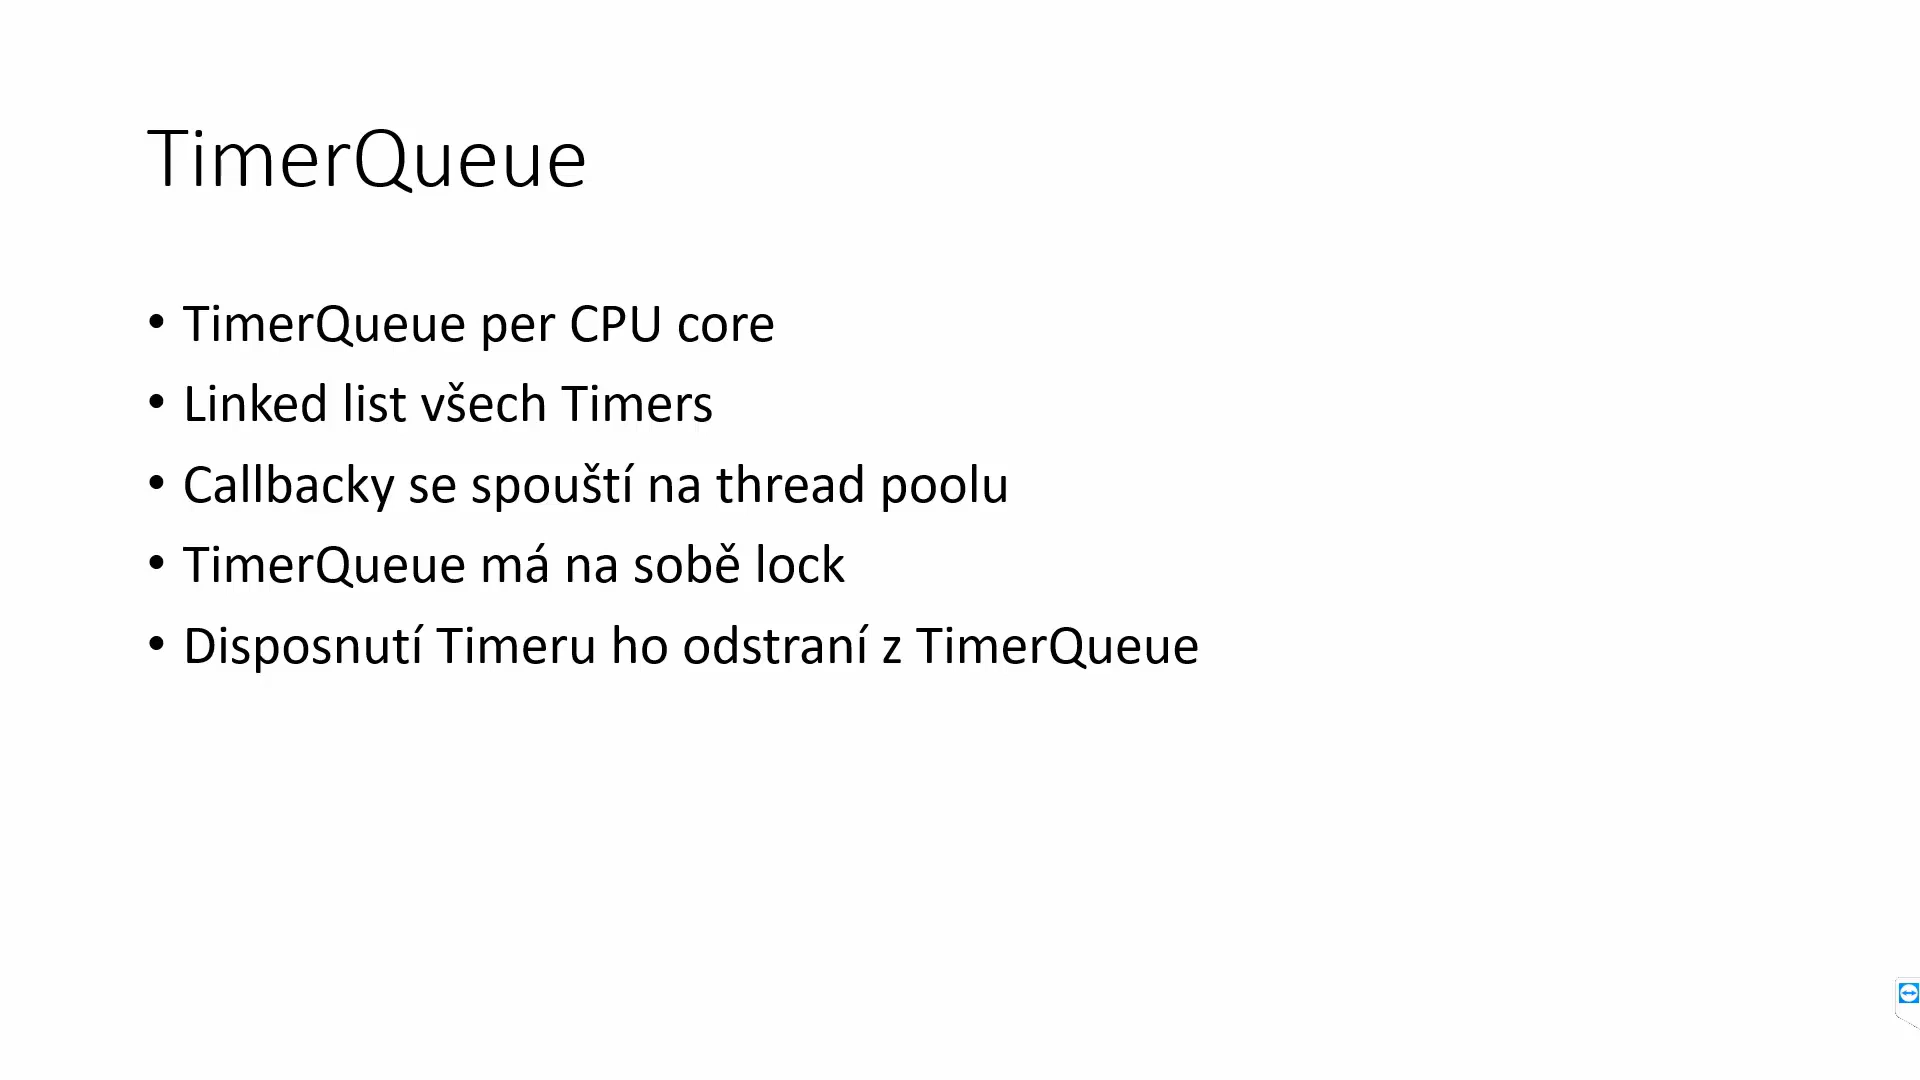 TimerQueue
• TimerQueue per CPU core
• Linked list všech Timers
• Callbacky se spouští na thread poolu
• TimerQueue má na sobě lock
• Disposnutí Timeru ho odstraní z TimerQueue